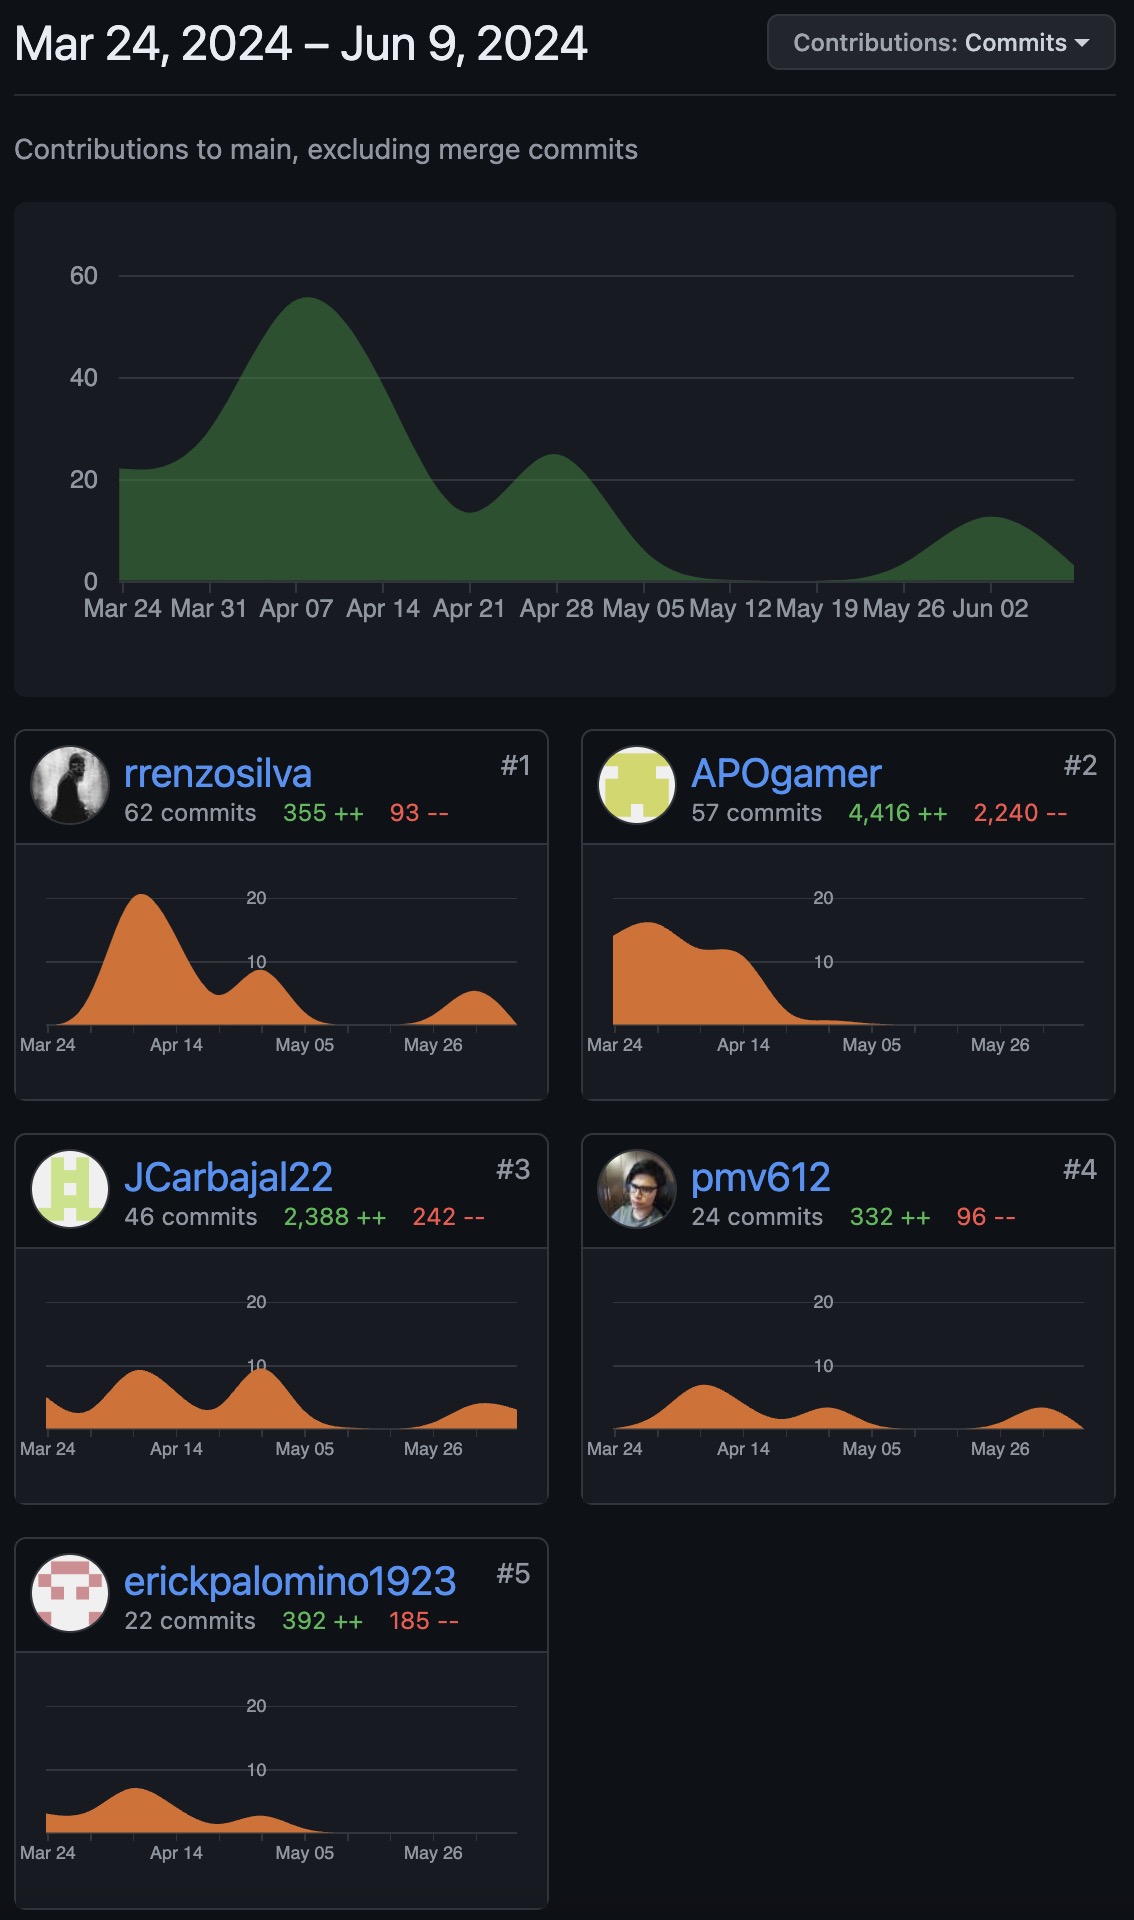 Mar 24, 2024 – Jun 9, 2024
Contributions: Commits
Contributions to main, excluding merge commits
60
40
20
0
Mar 24 Mar 31 Apr 07 Apr 14 Apr 21 Apr 28 May 05 May 12 May 19 May 26 Jun 02
rrenzosilva
#1
62 commits 355 ++ 93 --
20
10
Mar 24 Apr 14 May 05 May 26
APOgamer
#2
57 commits 4,416 ++ 2,240 --
20
10
Mar 24 Apr 14 May 05 May 26
JCarbajal22
#3
46 commits 2,388 ++ 242 --
20
10
Mar 24 Apr 14 May 05 May 26
pmv612
#4
24 commits 332 ++ 96 --
20
10
Mar 24 Apr 14 May 05 May 26
erickpalomino1923
#5
22 commits 392 ++ 185 --
20
10
Mar 24 Apr 14 May 05 May 26